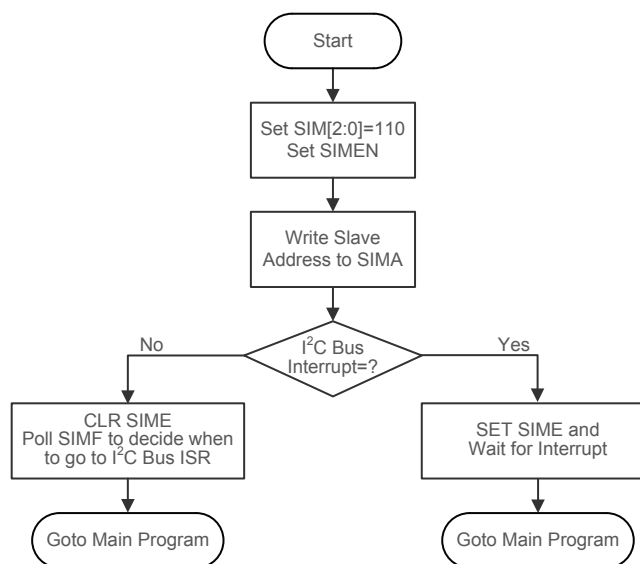 Start
Set SIM[2:0]=110
Set SIMEN
Write Slave
Address to SIMA
I²C Bus
Interrupt=?
No
Yes
CLR SIME
Poll SIMF to decide when
to go to I²C Bus ISR
SET SIME and
Wait for Interrupt
Goto Main Program
Goto Main Program